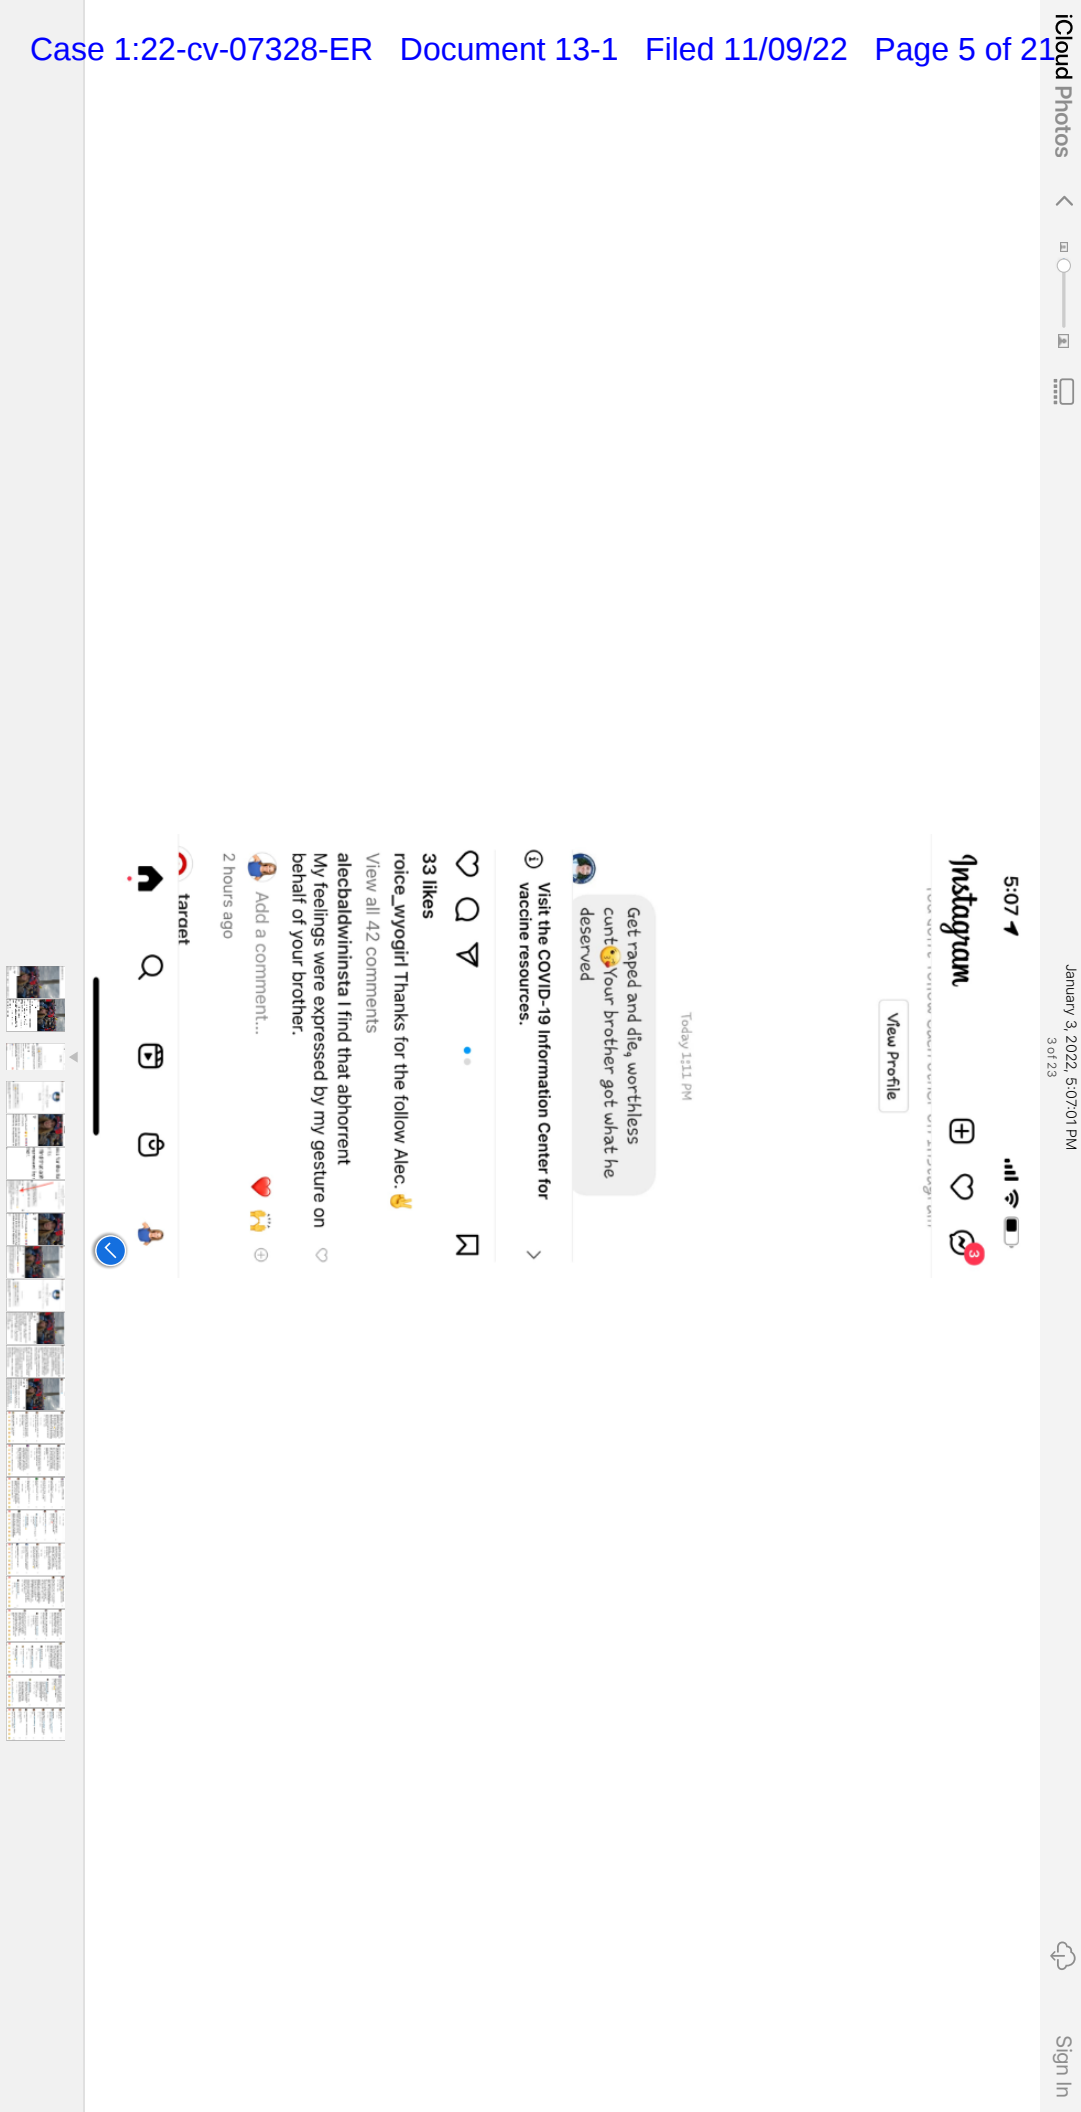 Case 1:22-cv-07328-ER Document 13-1 Filed 11/09/22 Page 5 of 21
iCloud Photos
January 3, 2022, 5:07:01 PM
3 of 23
Sign In
5:07
Instagram
3
View Profile
Today 1:11 PM
Get raped and die, worthless
cunt😘Your brother got what he
deserved
Visit the COVID-19 Information Center for
vaccine resources.
33 likes
roice_wyogirl Thanks for the follow Alec. ✌️
View all 42 comments
alecbaldwininsta I find that abhorrent
My feelings were expressed by my gesture on
behalf of your brother.
Add a comment... ❤️ 🙌
2 hours ago
target